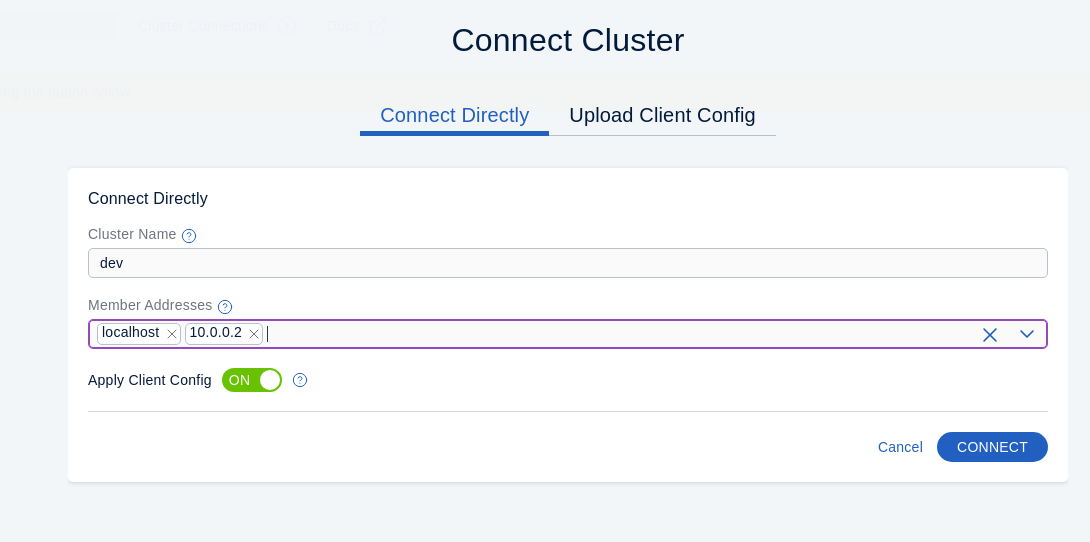 Cluster Connections
Docs
Connect Cluster
Connect Directly Upload Client Config
Connect Directly
Cluster Name
dev
Member Addresses
localhost 10.0.0.2
Apply Client Config ON
Cancel CONNECT